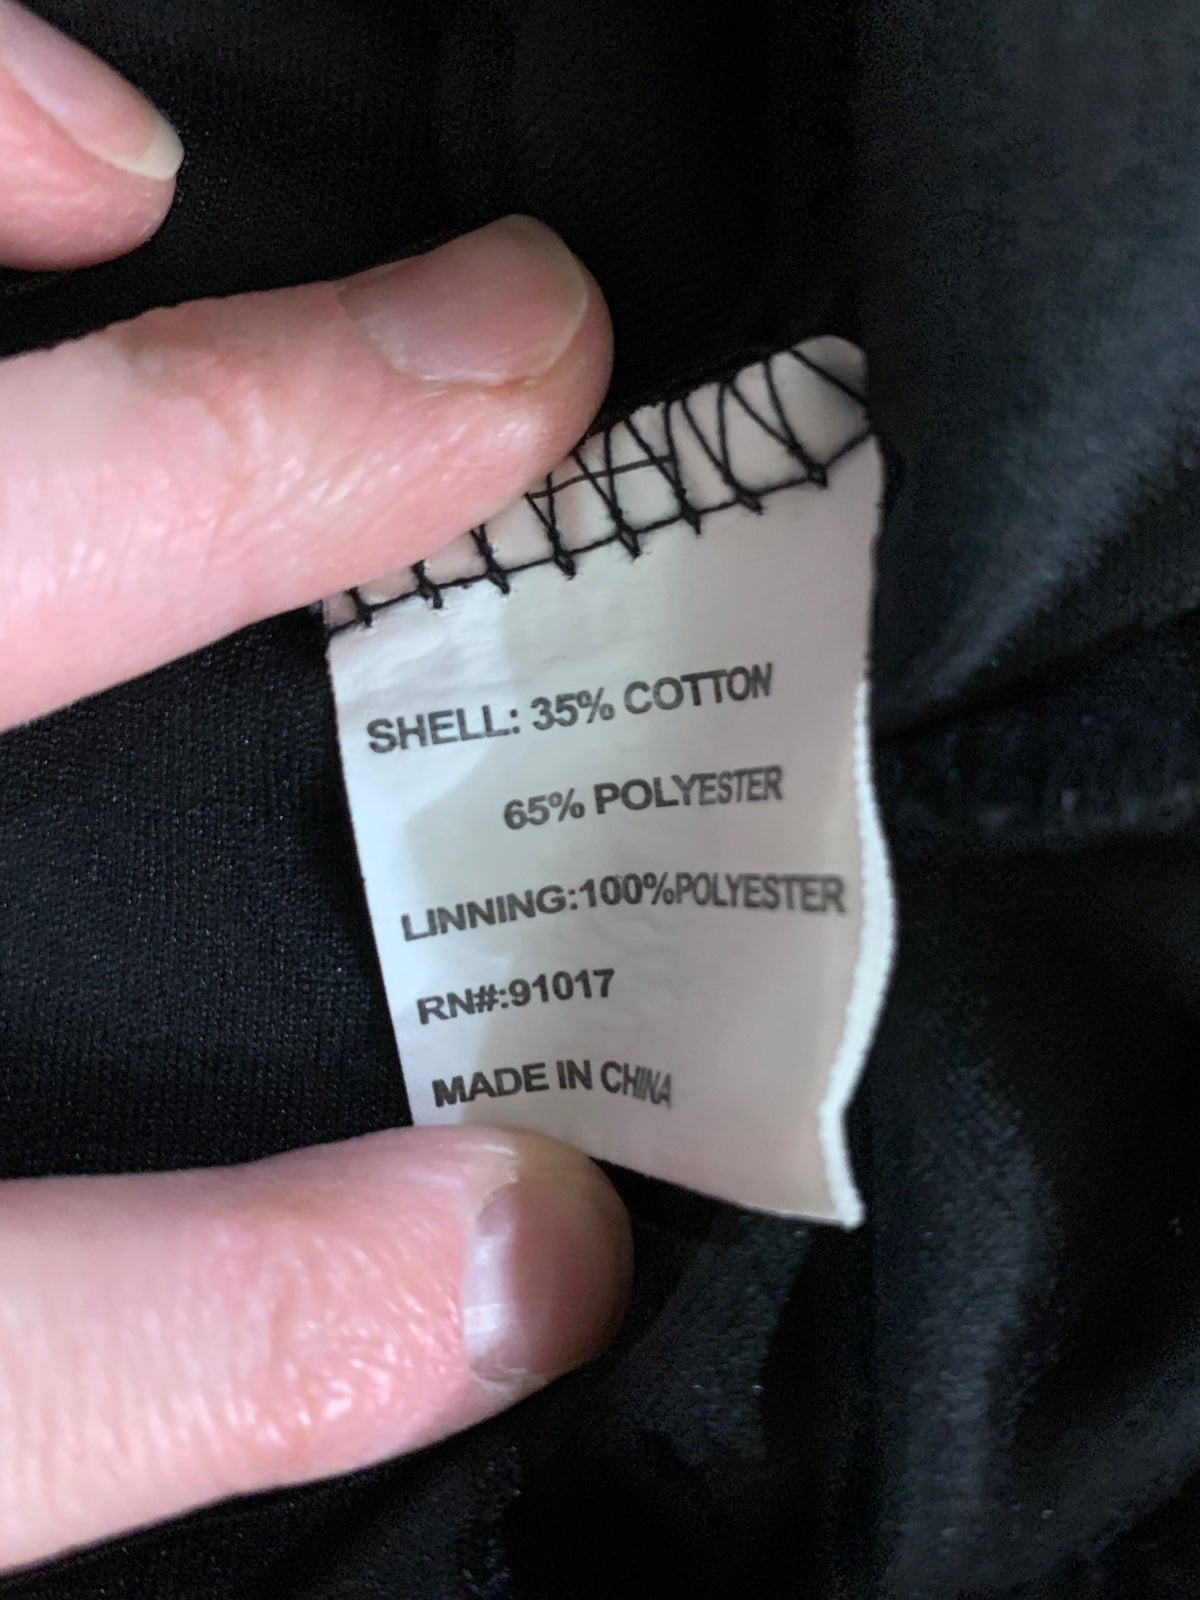 SHELL: 35% COTTON
65% POLYESTER
LINNING:100%POLYESTER
RN#:91017
MADE IN CHINA